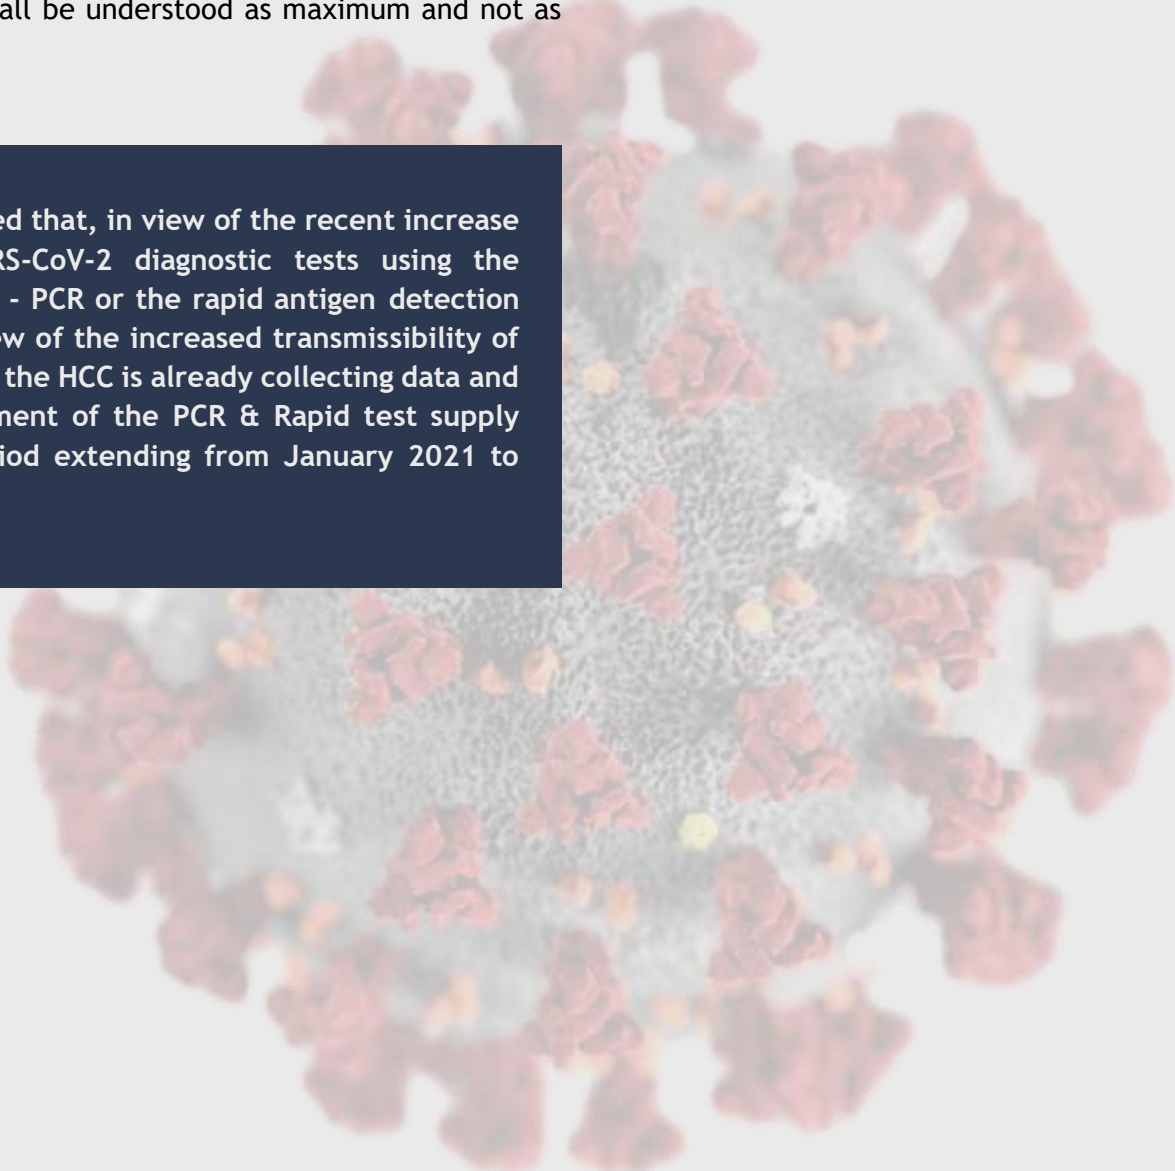 all be understood as maximum and not as
ed that, in view of the recent increase
RS-CoV-2 diagnostic tests using the
- PCR or the rapid antigen detection
ew of the increased transmissibility of
the HCC is already collecting data and
ment of the PCR & Rapid test supply
iod extending from January 2021 to